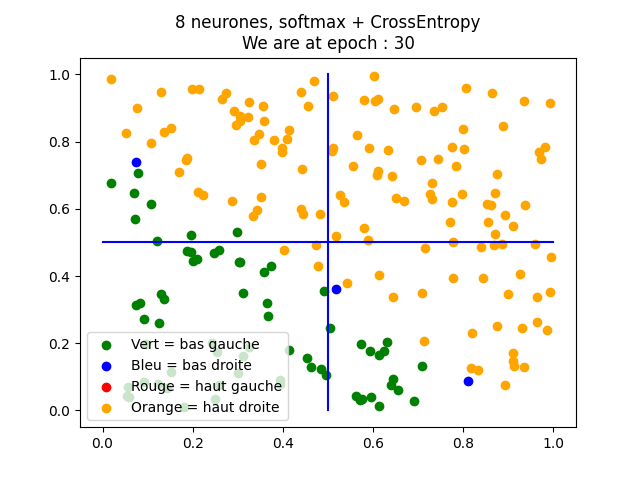 8 neurones, softmax + CrossEntropy
We are at epoch : 30
1.0
0.8
0.6
0.4
0.2
0.0
Vert = bas gauche
Bleu = bas droite
Rouge = haut gauche
Orange = haut droite
0.0 0.2 0.4 0.6 0.8 1.0